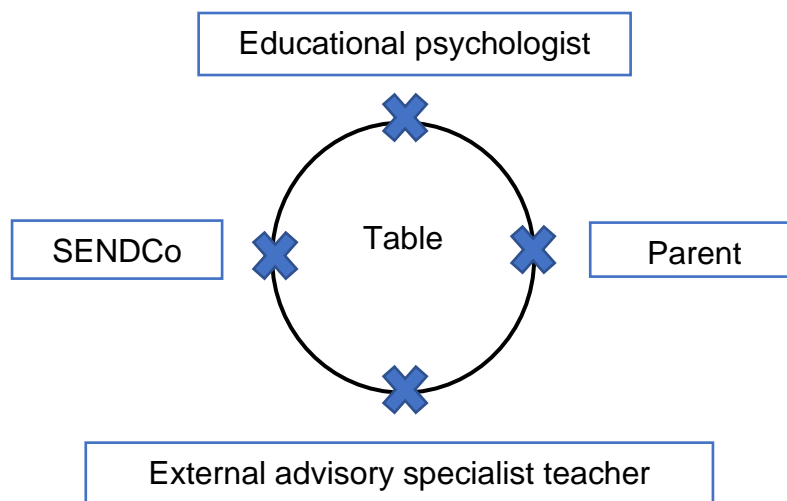 Educational psychologist
SENDCo
Table
Parent
External advisory specialist teacher